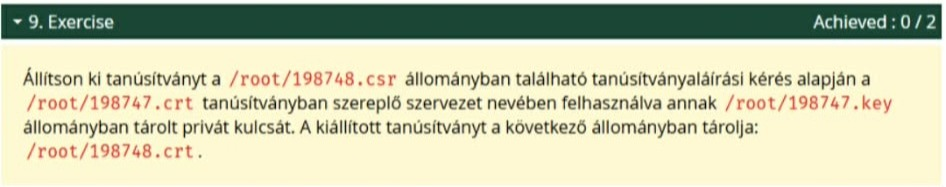 9. Exercise
Achieved : 0 / 2
Állítson ki tanúsítványt a /root/198748.csr állományban található tanúsítványaláírási kérés alapján a
/root/198747.crt tanúsítványban szereplő szervezet nevében felhasználva annak /root/198747.key
állományban tárolt privát kulcsát. A kiállított tanúsítványt a következő állományban tárolja:
/root/198748.crt.